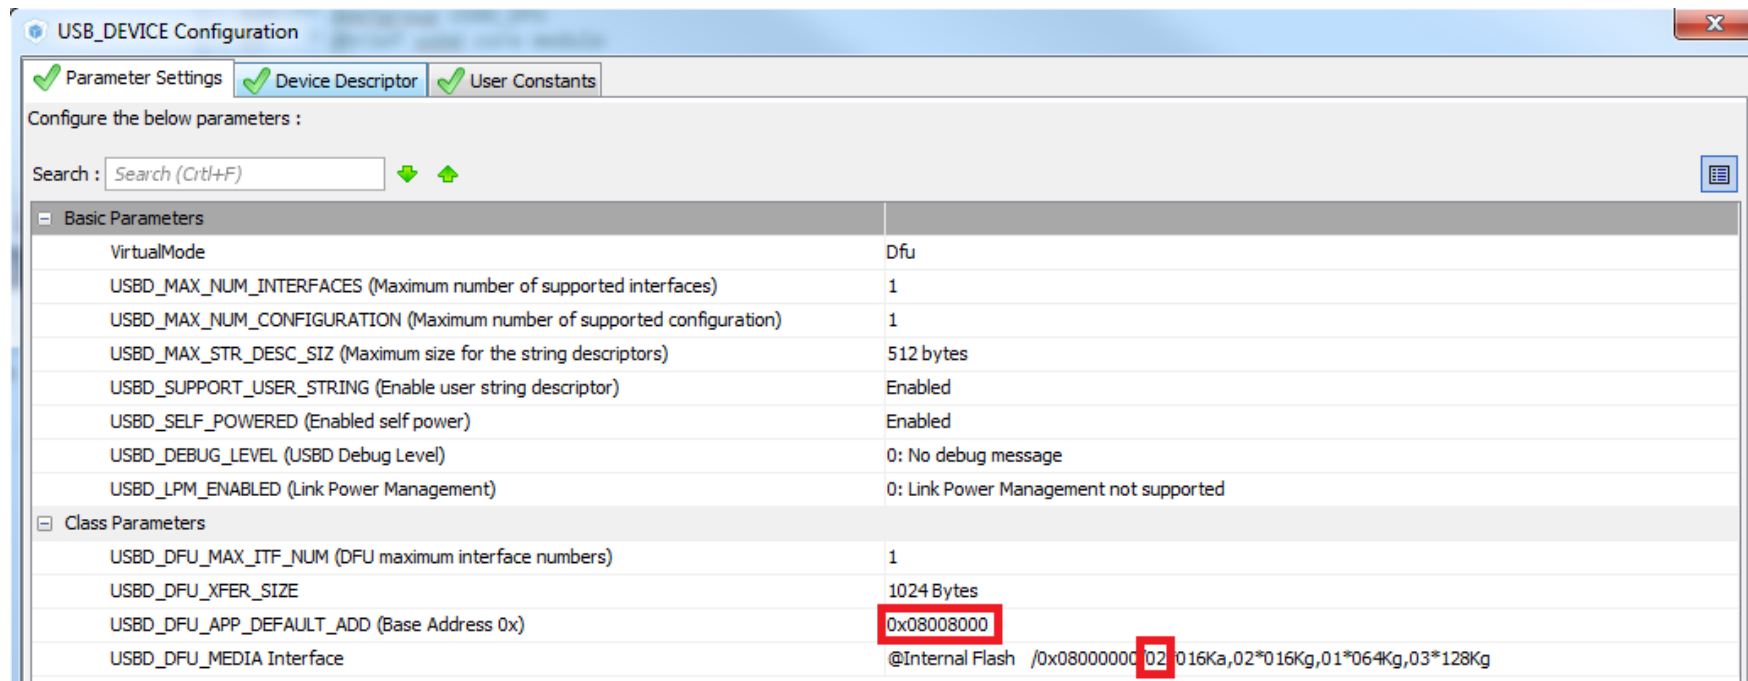 USB_DEVICE Configuration
Parameter Settings Device Descriptor User Constants
Configure the below parameters :
Search : Search (Crtl+F)
Basic Parameters
VirtualMode Dfu
USBD_MAX_NUM_INTERFACES (Maximum number of supported interfaces) 1
USBD_MAX_NUM_CONFIGURATION (Maximum number of supported configuration) 1
USBD_MAX_STR_DESC_SIZ (Maximum size for the string descriptors) 512 bytes
USBD_SUPPORT_USER_STRING (Enable user string descriptor) Enabled
USBD_SELF_POWERED (Enabled self power) Enabled
USBD_DEBUG_LEVEL (USBD Debug Level) 0: No debug message
USBD_LPM_ENABLED (Link Power Management) 0: Link Power Management not supported
Class Parameters
USBD_DFU_MAX_ITF_NUM (DFU maximum interface numbers) 1
USBD_DFU_XFER_SIZE 1024 Bytes
USBD_DFU_APP_DEFAULT_ADD (Base Address 0x) 0x08008000
USBD_DFU_MEDIA Interface @Internal Flash /0x08000000/02*016Ka,02*016Kg,01*064Kg,03*128Kg